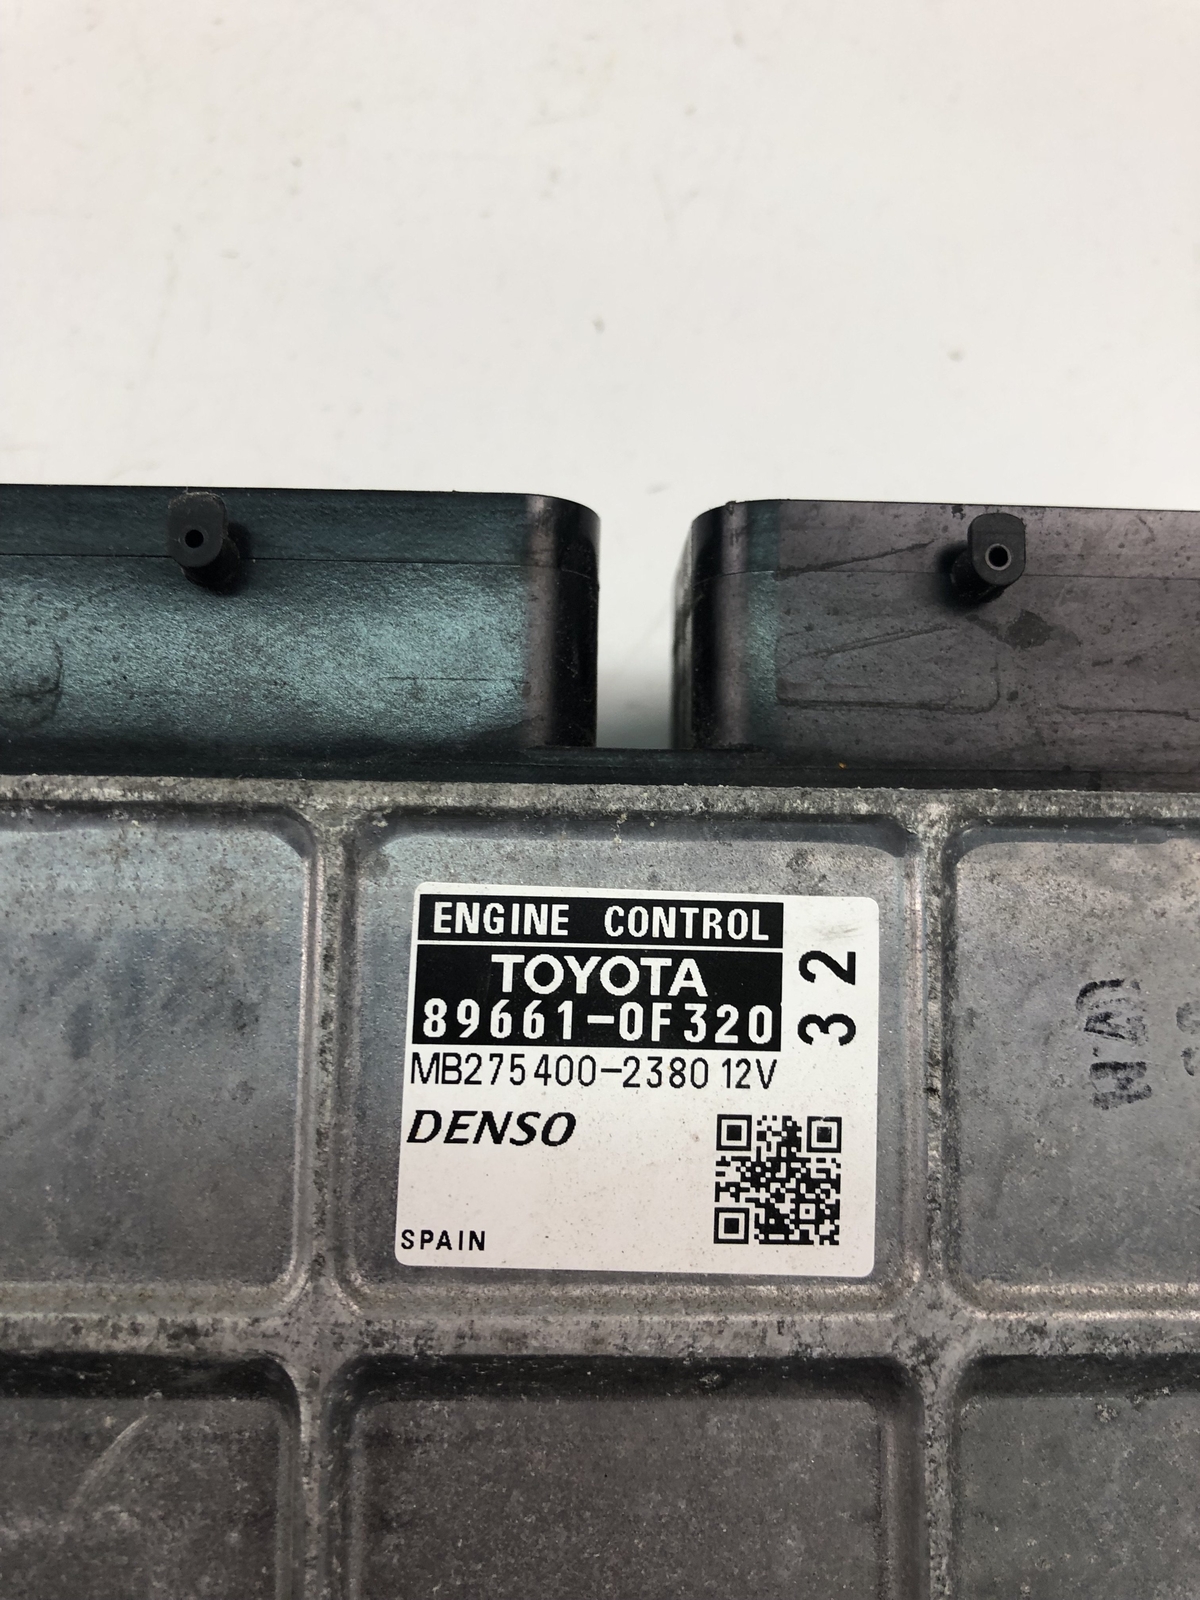 ENGINE CONTROL
TOYOTA
89661-0F320
32
MB275400-2380 12V
DENSO
SPAIN